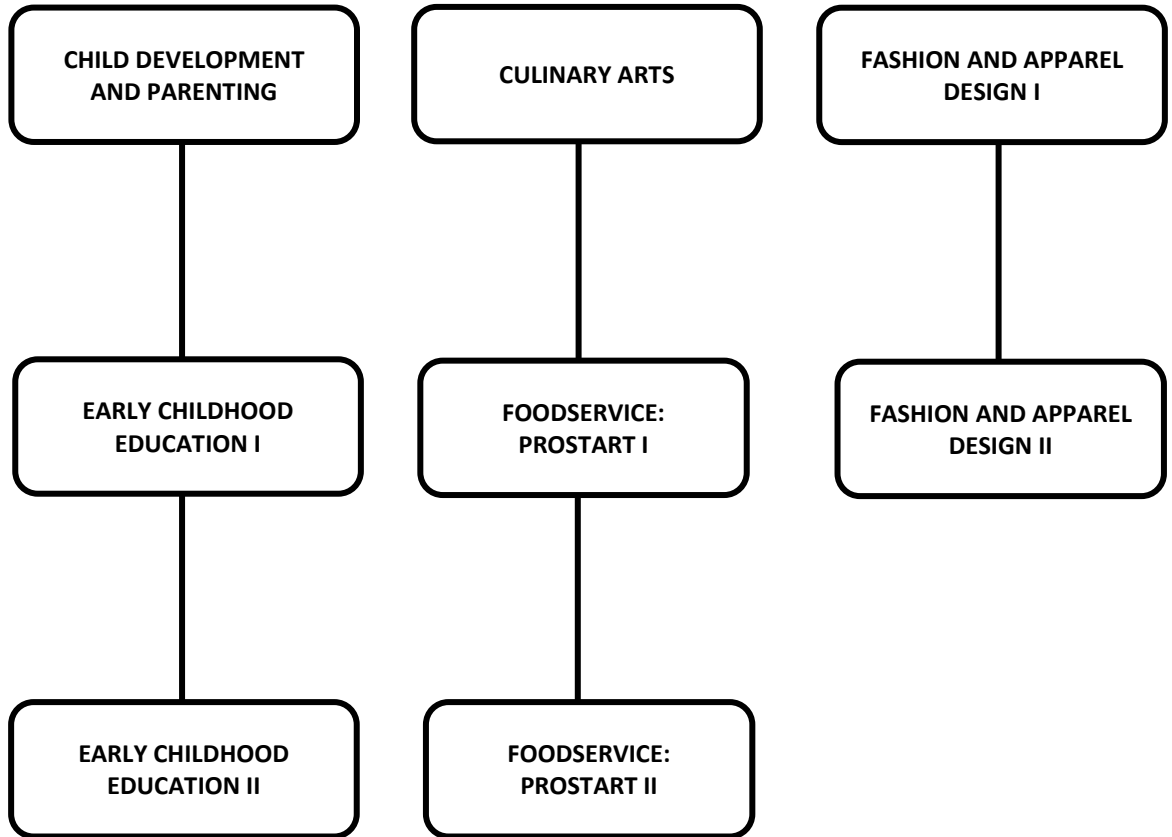 CHILD DEVELOPMENT
AND PARENTING
CULINARY ARTS
FASHION AND APPAREL
DESIGN I
EARLY CHILDHOOD
EDUCATION I
FOODSERVICE:
PROSTART I
FASHION AND APPAREL
DESIGN II
EARLY CHILDHOOD
EDUCATION II
FOODSERVICE:
PROSTART II